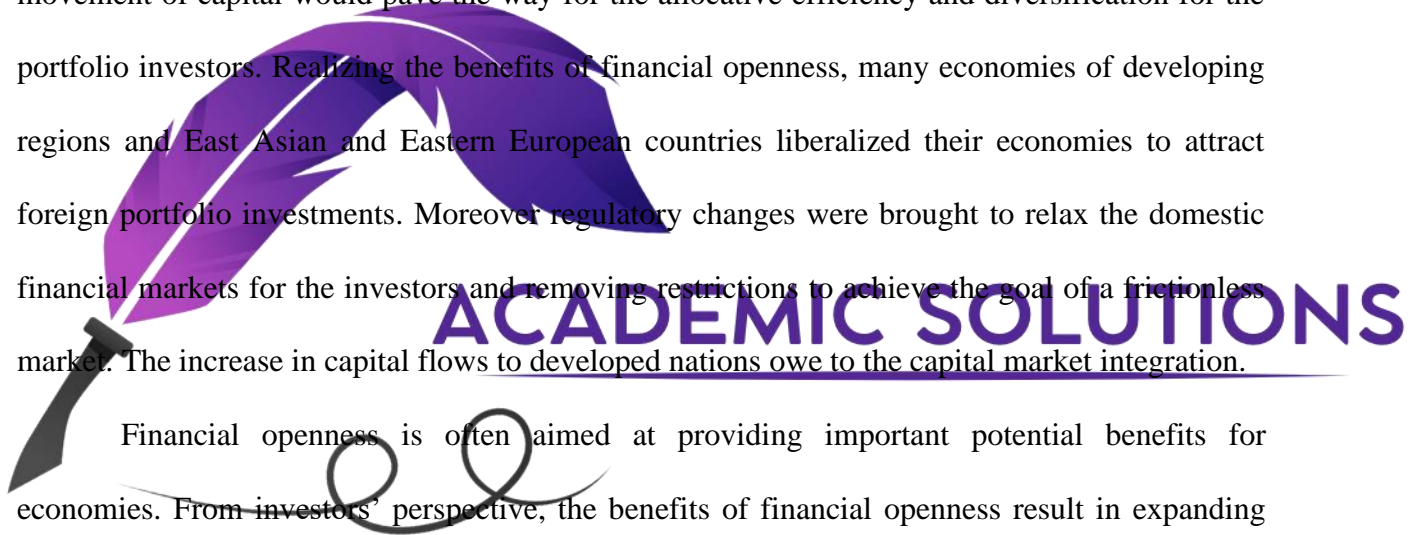 movement of capital would pave the way for the allocative efficiency and diversification for the
portfolio investors. Realizing the benefits of financial openness, many economies of developing
regions and East Asian and Eastern European countries liberalized their economies to attract
foreign portfolio investments. Moreover regulatory changes were brought to relax the domestic
financial markets for the investors and removing restrictions to achieve the goal of a frictionless
ACADEMIC SOLUTIONS
market. The increase in capital flows to developed nations owe to the capital market integration.
Financial openness is often aimed at providing important potential benefits for
economies. From investors’ perspective, the benefits of financial openness result in expanding